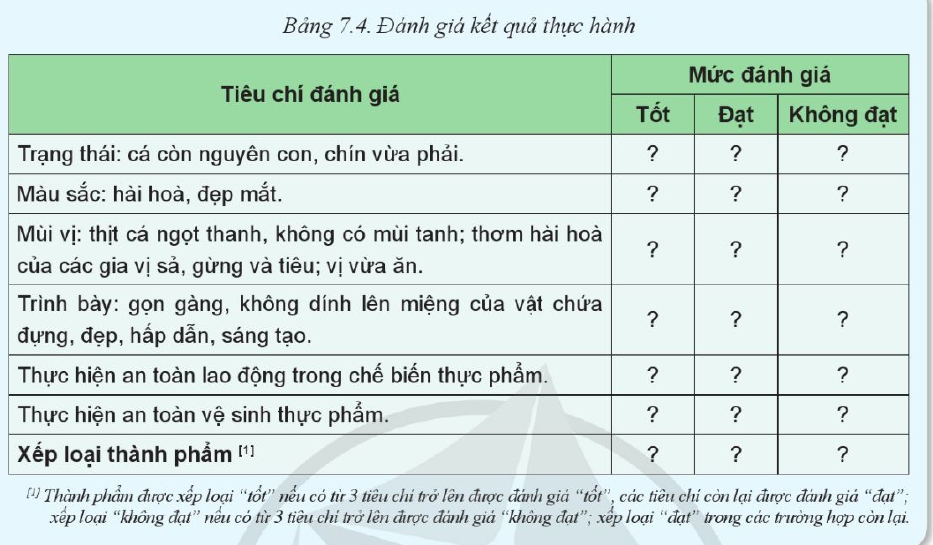 Bảng 7.4. Đánh giá kết quả thực hành
Tiêu chí đánh giá
Mức đánh giá
Tốt Đạt Không đạt
Trạng thái: cá còn nguyên con, chín vừa phải. ? ? ?
Màu sắc: hài hoà, đẹp mắt. ? ? ?
Mùi vị: thịt cá ngọt thanh, không có mùi tanh; thơm hài hoà
của các gia vị sả, gừng và tiêu; vị vừa ăn. ? ? ?
Trình bày: gọn gàng, không dính lên miệng của vật chứa
đựng, đẹp, hấp dẫn, sáng tạo. ? ? ?
Thực hiện an toàn lao động trong chế biến thực phẩm. ? ? ?
Thực hiện an toàn vệ sinh thực phẩm. ? ? ?
Xếp loại thành phẩm [1] ? ? ?
[1] Thành phẩm được xếp loại “tốt” nếu có từ 3 tiêu chí trở lên được đánh giá “tốt”, các tiêu chí còn lại được đánh giá “đạt”;
xếp loại “không đạt” nếu có từ 3 tiêu chí trở lên được đánh giá “không đạt”; xếp loại “đạt” trong các trường hợp còn lại.